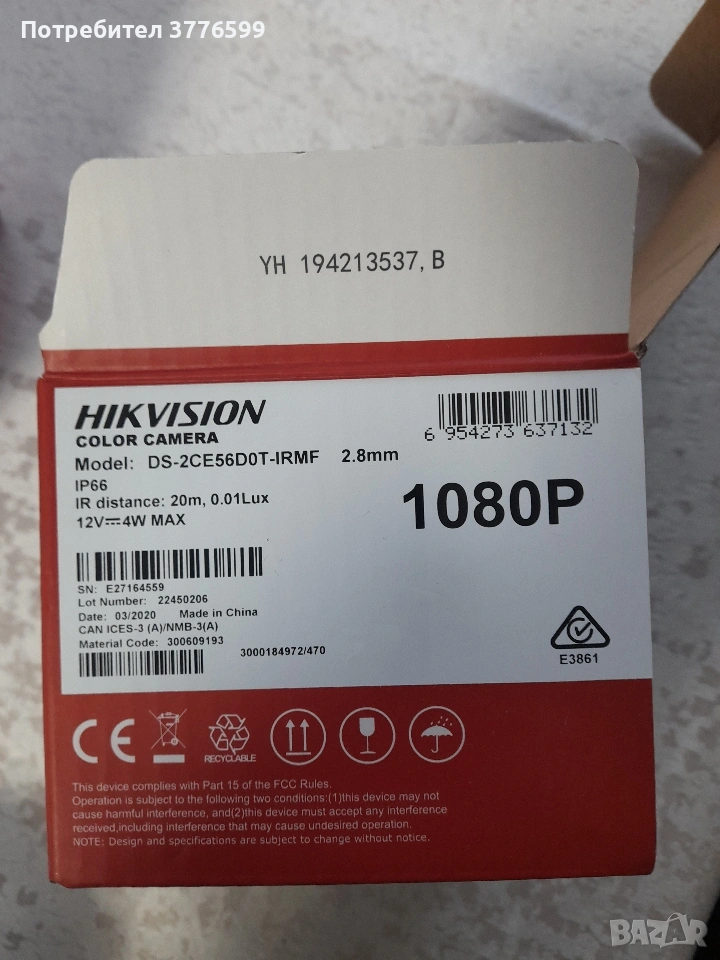 Потребител 3776599
YH 194213537, B
HIKVISION
COLOR CAMERA
Model: DS-2CE56D0T-IRMF 2.8mm
IP66
IR distance: 20m, 0.01Lux
12V⎓4W MAX
6 954273 637132
1080P
SN: E27164559
Lot Number: 22450206
Date: 03/2020 Made in China
CAN ICES-3 (A)/NMB-3(A)
Material Code: 300609193
3000184972/470
E3861
CE
RECYCLABLE
This device complies with Part 15 of the FCC Rules.
Operation is subject to the following two conditions:(1)this device may not
cause harmful interference, and(2)this device must accept any interference
received,including interference that may cause undesired operation.
NOTE: Design and specifications are subject to change without notice.
BAZAR